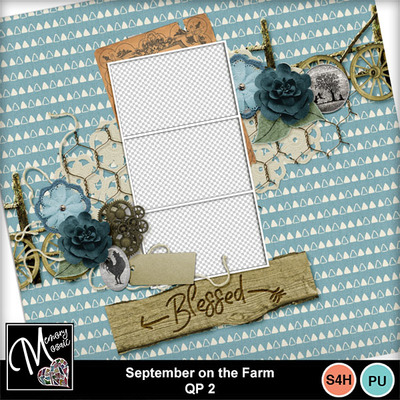 Blessed
Memory
Mosaic
September on the Farm
QP 2
S4H
PU